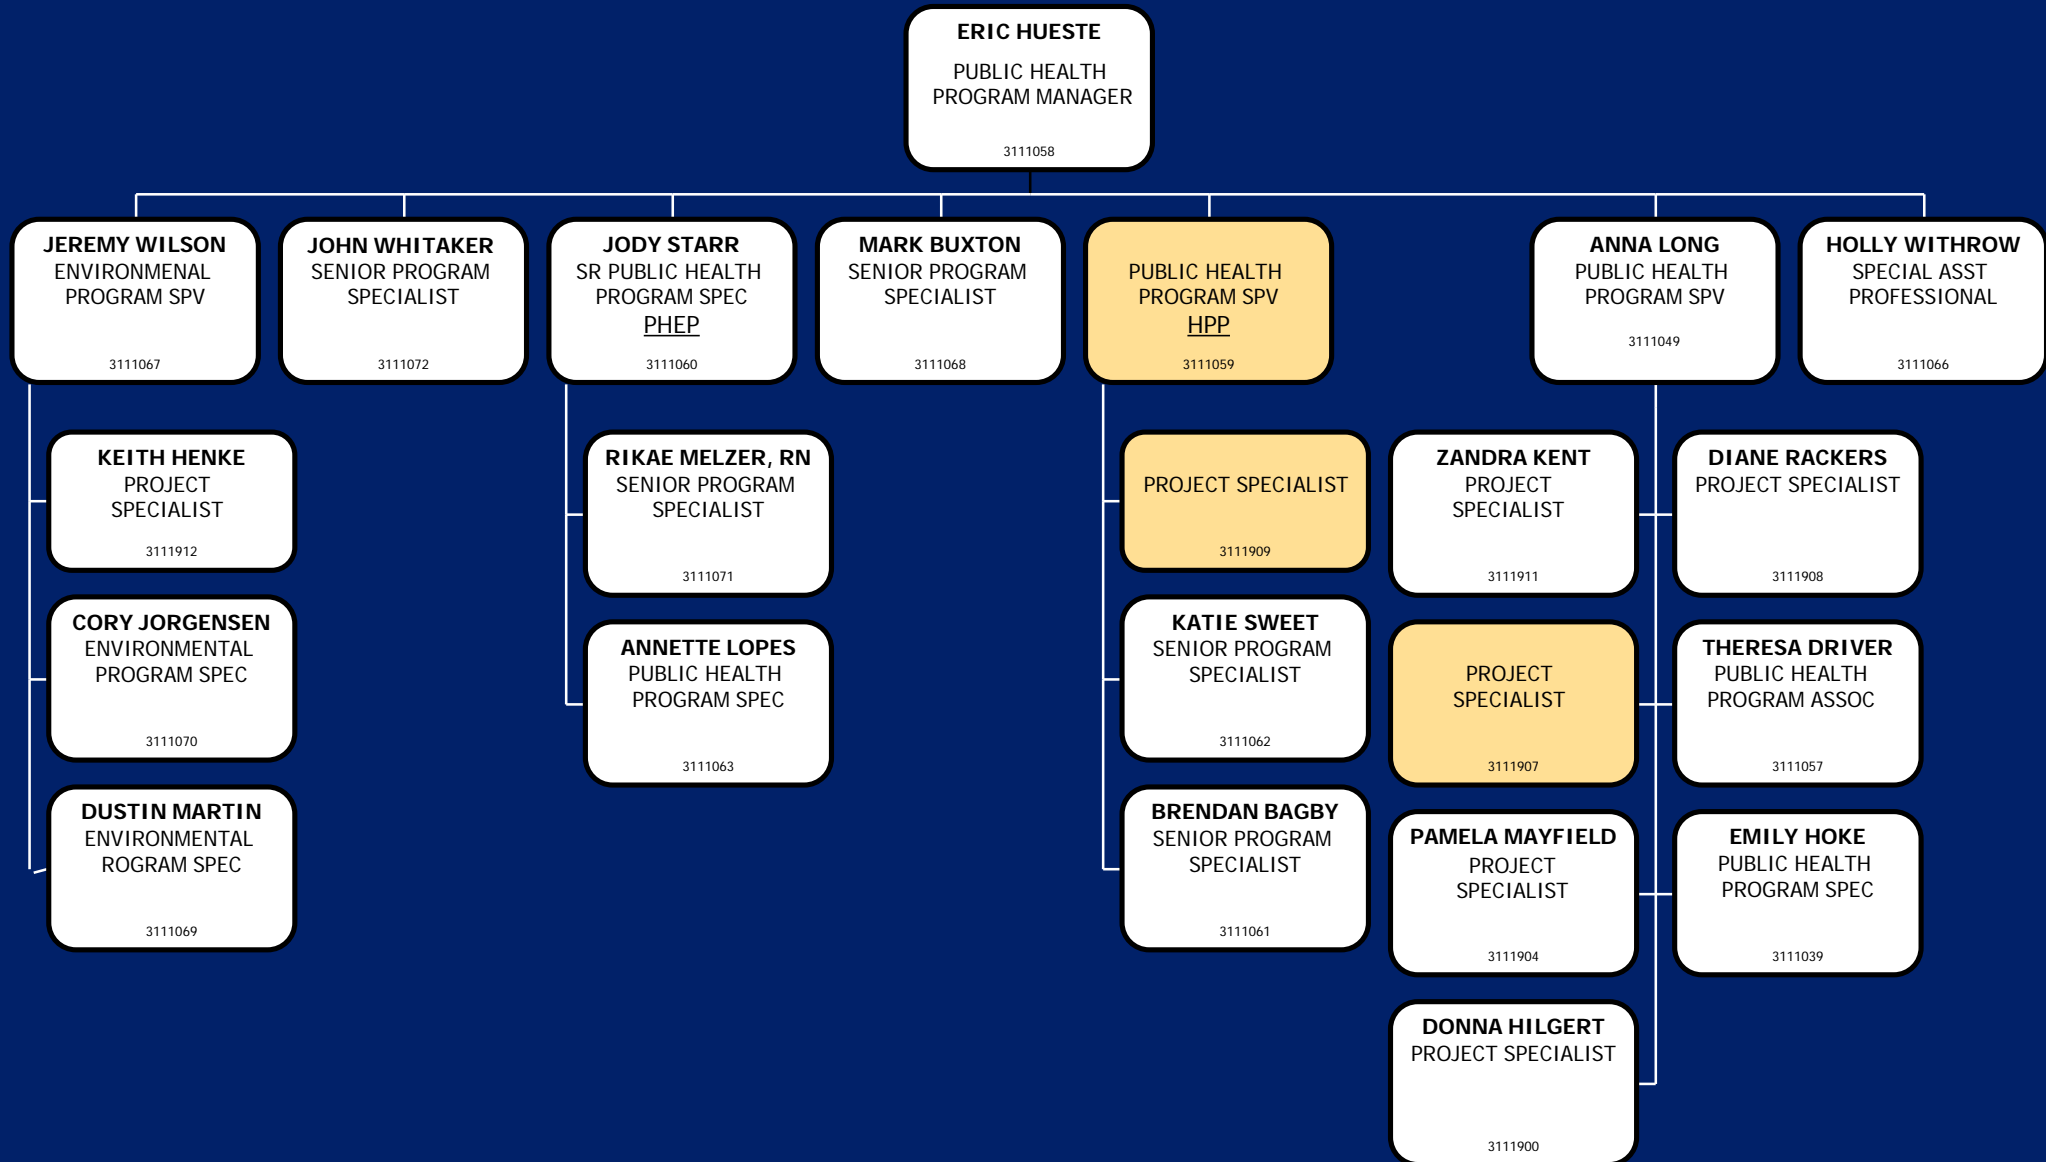 ERIC HUESTE
PUBLIC HEALTH
PROGRAM MANAGER
3111058
JEREMY WILSON
ENVIRONMENAL
PROGRAM SPV
3111067
JOHN WHITAKER
SENIOR PROGRAM
SPECIALIST
3111072
JODY STARR
SR PUBLIC HEALTH
PROGRAM SPEC
PHEP
3111060
MARK BUXTON
SENIOR PROGRAM
SPECIALIST
3111068
PUBLIC HEALTH
PROGRAM SPV
HPP
3111059
ANNA LONG
PUBLIC HEALTH
PROGRAM SPV
3111049
HOLLY WITHROW
SPECIAL ASST
PROFESSIONAL
3111066
KEITH HENKE
PROJECT
SPECIALIST
3111912
CORY JORGENSEN
ENVIRONMENTAL
PROGRAM SPEC
3111070
DUSTIN MARTIN
ENVIRONMENTAL
ROGRAM SPEC
3111069
RIKAE MELZER, RN
SENIOR PROGRAM
SPECIALIST
3111071
ANNETTE LOPES
PUBLIC HEALTH
PROGRAM SPEC
3111063
PROJECT SPECIALIST
3111909
KATIE SWEET
SENIOR PROGRAM
SPECIALIST
3111062
BRENDAN BAGBY
SENIOR PROGRAM
SPECIALIST
3111061
ZANDRA KENT
PROJECT
SPECIALIST
3111911
DIANE RACKERS
PROJECT SPECIALIST
3111908
PROJECT
SPECIALIST
3111907
THERESA DRIVER
PUBLIC HEALTH
PROGRAM ASSOC
3111057
PAMELA MAYFIELD
PROJECT
SPECIALIST
3111904
EMILY HOKE
PUBLIC HEALTH
PROGRAM SPEC
3111039
DONNA HILGERT
PROJECT SPECIALIST
3111900